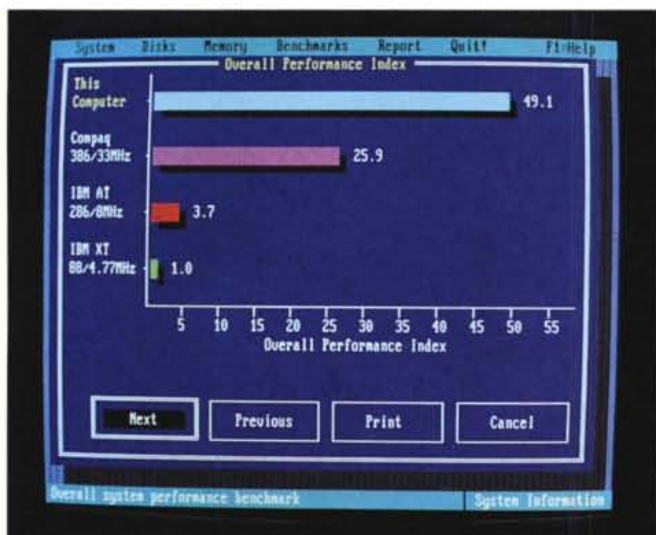 System Disks Memory Benchmarks Report Quit! F1=Help
Overall Performance Index
This
Computer
49.1
Compaq
386/33MHz
25.9
IBM AT
286/8MHz
3.7
IBM XT
88/4.77MHz
1.0
5 10 15 20 25 30 35 40 45 50 55
Overall Performance Index
Next Previous Print Cancel
Overall system performance benchmark System Information